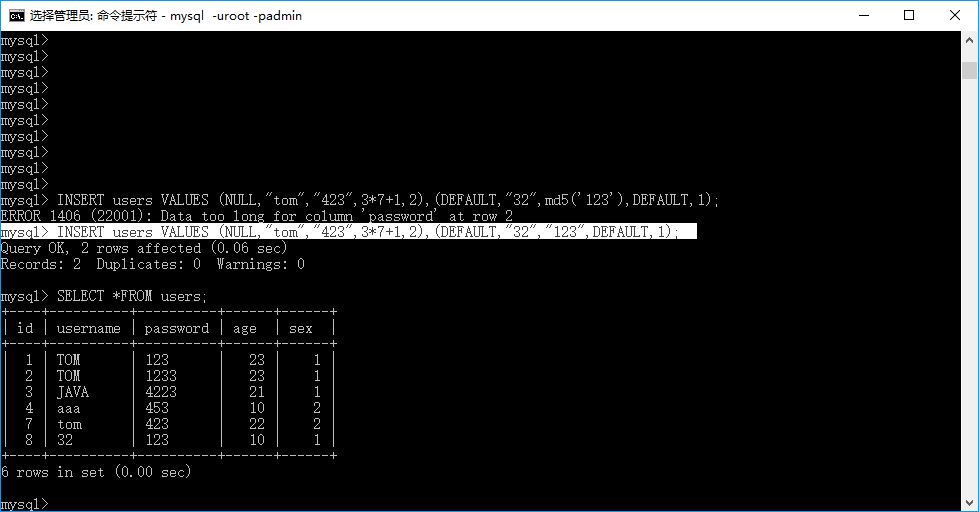 选择管理员: 命令提示符 - mysql  -uroot -padmin
mysql>
mysql>
mysql>
mysql>
mysql>
mysql>
mysql>
mysql>
mysql>
mysql>
mysql> INSERT users VALUES (NULL,"tom","423",3*7+1,2),(DEFAULT,"32",md5('123'),DEFAULT,1);
ERROR 1406 (22001): Data too long for column 'password' at row 2
mysql> INSERT users VALUES (NULL,"tom","423",3*7+1,2),(DEFAULT,"32","123",DEFAULT,1);
Query OK, 2 rows affected (0.06 sec)
Records: 2  Duplicates: 0  Warnings: 0
mysql> SELECT *FROM users;
+----+----------+----------+------+------+
| id | username | password | age  | sex  |
+----+----------+----------+------+------+
|  1 | TOM      | 123      |   23 |    1 |
|  2 | TOM      | 1233     |   23 |    1 |
|  3 | JAVA     | 4223     |   21 |    1 |
|  4 | aaa      | 453      |   10 |    2 |
|  7 | tom      | 423      |   22 |    2 |
|  8 | 32       | 123      |   10 |    1 |
+----+----------+----------+------+------+
6 rows in set (0.00 sec)
mysql>